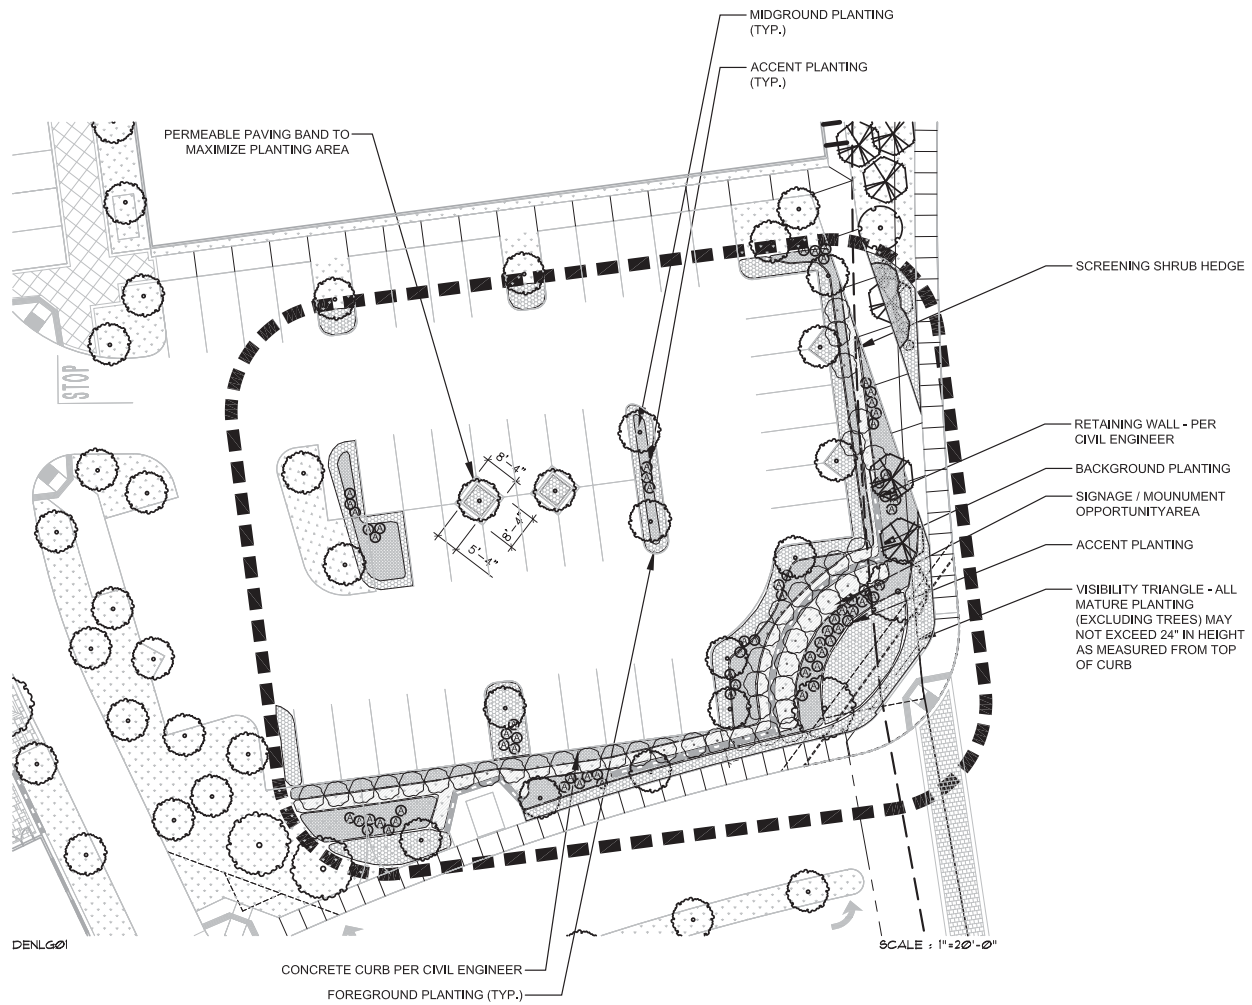 MIDGROUND PLANTING
(TYP.)
ACCENT PLANTING
(TYP.)
PERMEABLE PAVING BAND TO
MAXIMIZE PLANTING AREA
SCREENING SHRUB HEDGE
STOP
RETAINING WALL - PER
CIVIL ENGINEER
BACKGROUND PLANTING
SIGNAGE / MOUNUMENT
OPPORTUNITYAREA
ACCENT PLANTING
VISIBILITY TRIANGLE - ALL
MATURE PLANTING
(EXCLUDING TREES) MAY
NOT EXCEED 24" IN HEIGHT
AS MEASURED FROM TOP
OF CURB
8'-4"
8'-4"
5'-4"
DENLG01
SCALE : 1"=20'-0"
CONCRETE CURB PER CIVIL ENGINEER
FOREGROUND PLANTING (TYP.)